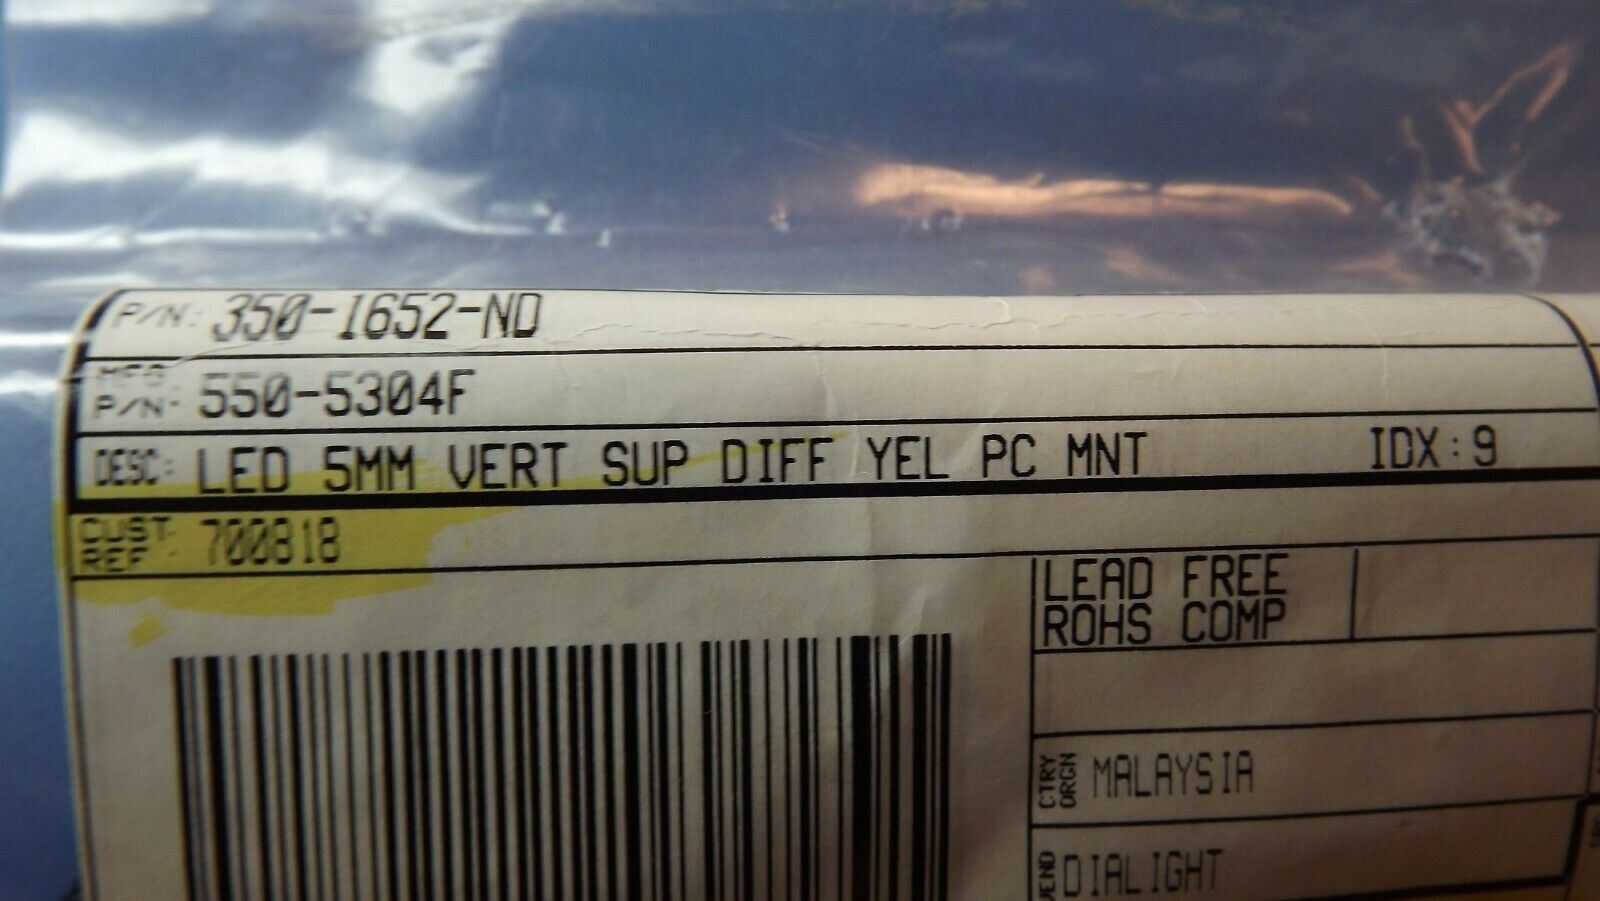 P/N: 350-1652-ND
MFG
P/N: 550-5304F
DESC: LED 5MM VERT SUP DIFF YEL PC MNT IDX: 9
CUST
REF : 700818
LEAD FREE
ROHS COMP
CTRY
ORGN MALAYSIA
VEND DIALIGHT